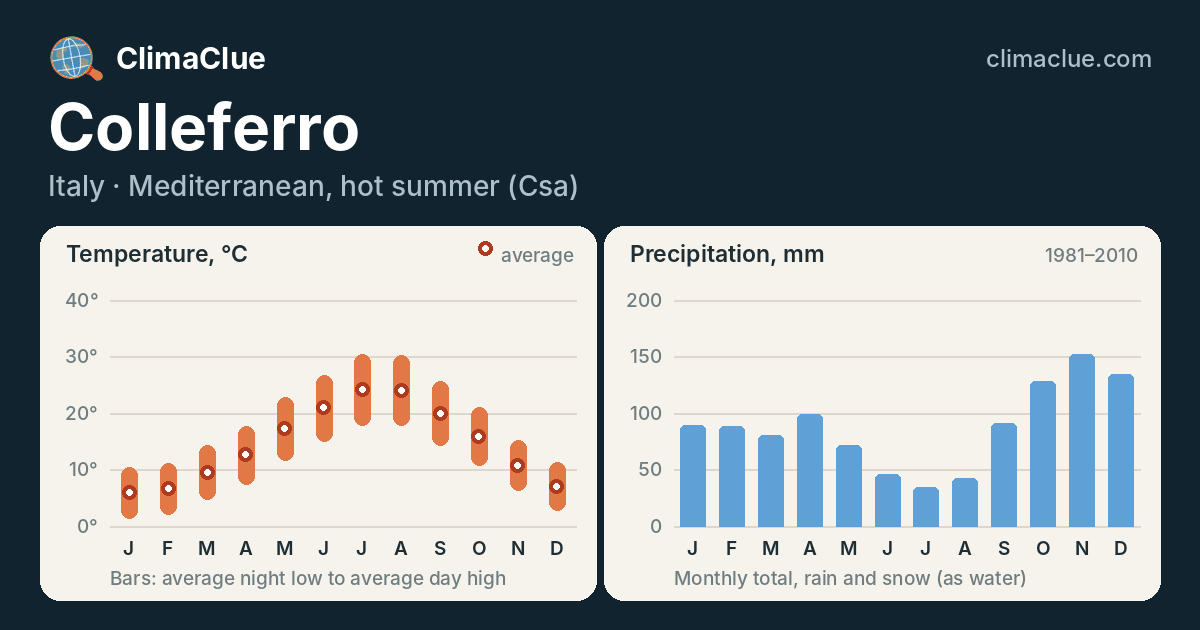 ClimaClue
climaclue.com
Colleferro
Italy · Mediterranean, hot summer (Csa)
Temperature, °C
average
40°
30°
20°
10°
0°
J F M A M J J A S O N D
Bars: average night low to average day high
Precipitation, mm
1981–2010
200
150
100
50
0
J F M A M J J A S O N D
Monthly total, rain and snow (as water)